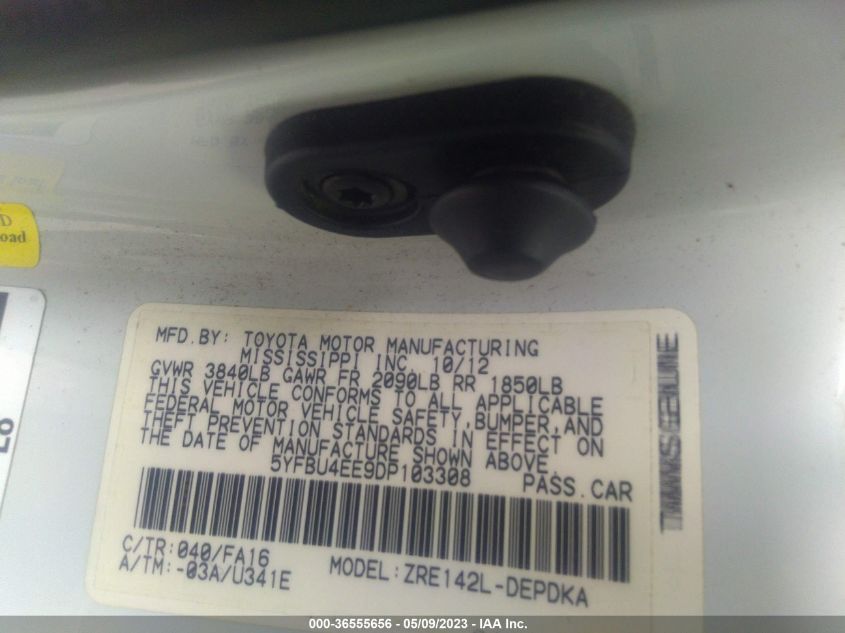 D
oad
MFD.BY: TOYOTA MOTOR MANUFACTURING
MISSISSIPPI INC. 10/12
GVWR 3840LB GAWR FR 2090LB RR 1850LB
THIS VEHICLE CONFORMS TO ALL APPLICABLE
FEDERAL MOTOR VEHICLE SAFETY,BUMPER,AND
THEFT PREVENTION STANDARDS IN EFFECT ON
THE DATE OF MANUFACTURE SHOWN ABOVE.
5YFBU4EE9DP103308 PASS.CAR
C/TR:040/FA16
A/TM:-03A/U341E
MODEL:ZRE142L-DEPDKA
000-36555656 - 05/09/2023 - IAA Inc.